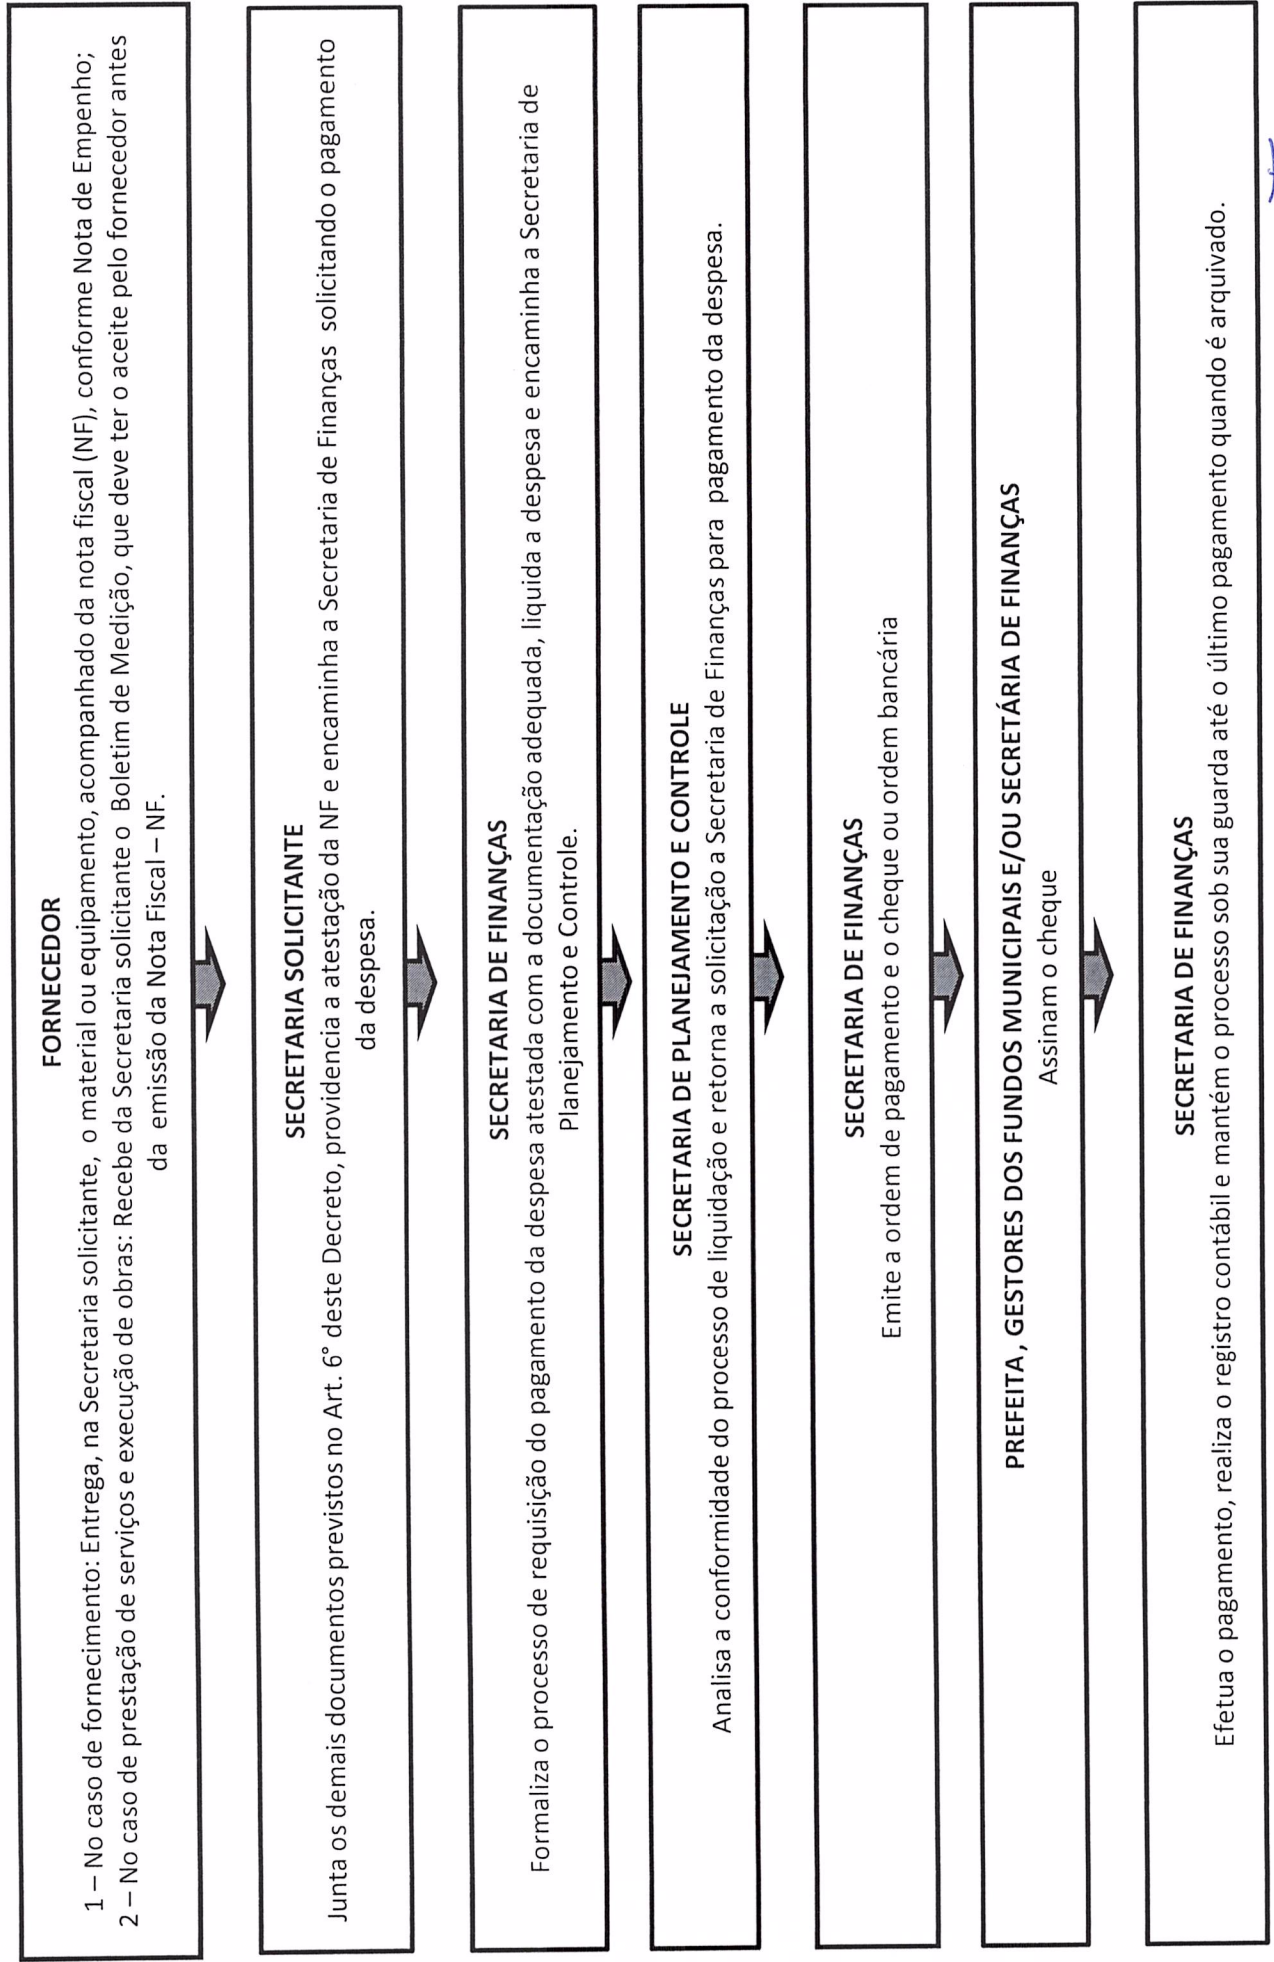 FORNECEDOR
1 – No caso de fornecimento: Entrega, na Secretaria solicitante, o material ou equipamento, acompanhado da nota fiscal (NF), conforme Nota de Empenho;
2 – No caso de prestação de serviços e execução de obras: Recebe da Secretaria solicitante o Boletim de Medição, que deve ter o aceite pelo fornecedor antes
da emissão da Nota Fiscal – NF.
SECRETARIA SOLICITANTE
Junta os demais documentos previstos no Art. 6° deste Decreto, providencia a atestação da NF e encaminha a Secretaria de Finanças solicitando o pagamento
da despesa.
SECRETARIA DE FINANÇAS
Formaliza o processo de requisição do pagamento da despesa atestada com a documentação adequada, liquida a despesa e encaminha a Secretaria de
Planejamento e Controle.
SECRETARIA DE PLANEJAMENTO E CONTROLE
Analisa a conformidade do processo de liquidação e retorna a solicitação a Secretaria de Finanças para pagamento da despesa.
SECRETARIA DE FINANÇAS
Emite a ordem de pagamento e o cheque ou ordem bancária
PREFEITA, GESTORES DOS FUNDOS MUNICIPAIS E/OU SECRETÁRIA DE FINANÇAS
Assinam o cheque
SECRETARIA DE FINANÇAS
Efetua o pagamento, realiza o registro contábil e mantém o processo sob sua guarda até o último pagamento quando é arquivado.